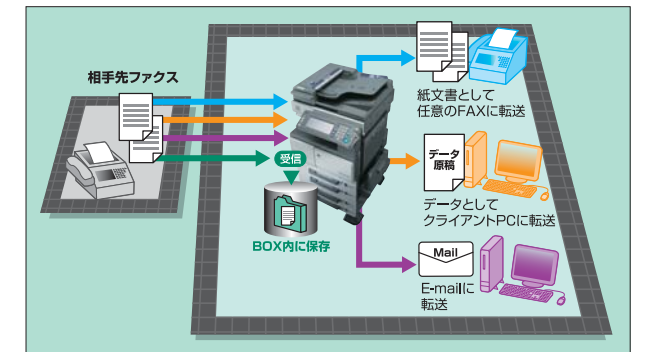 相手先ファクス
受信
BOX内に保存
紙文書として
任意のFAXに転送
データ
原稿
データとして
クライアントPCに転送
Mail
E-mailに
転送